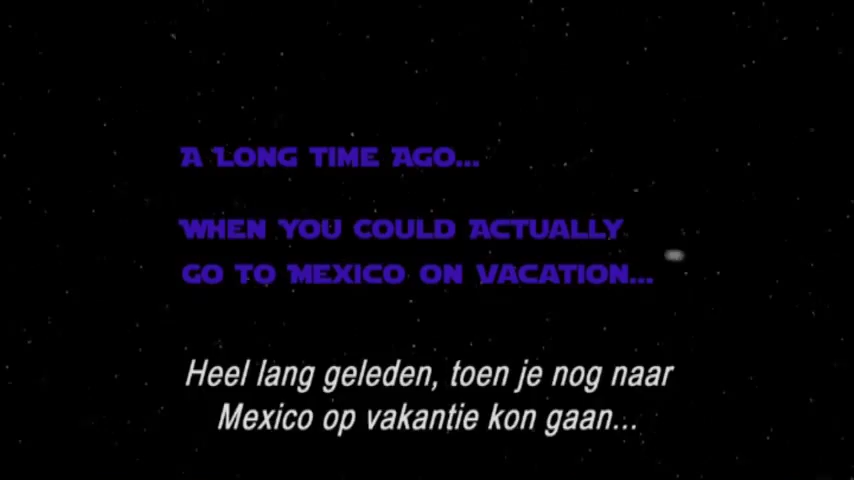 A Long time Ago...
When you could Actually
go to Mexico on vacation...
Heel lang geleden, toen je nog naar
Mexico op vakantie kon gaan...